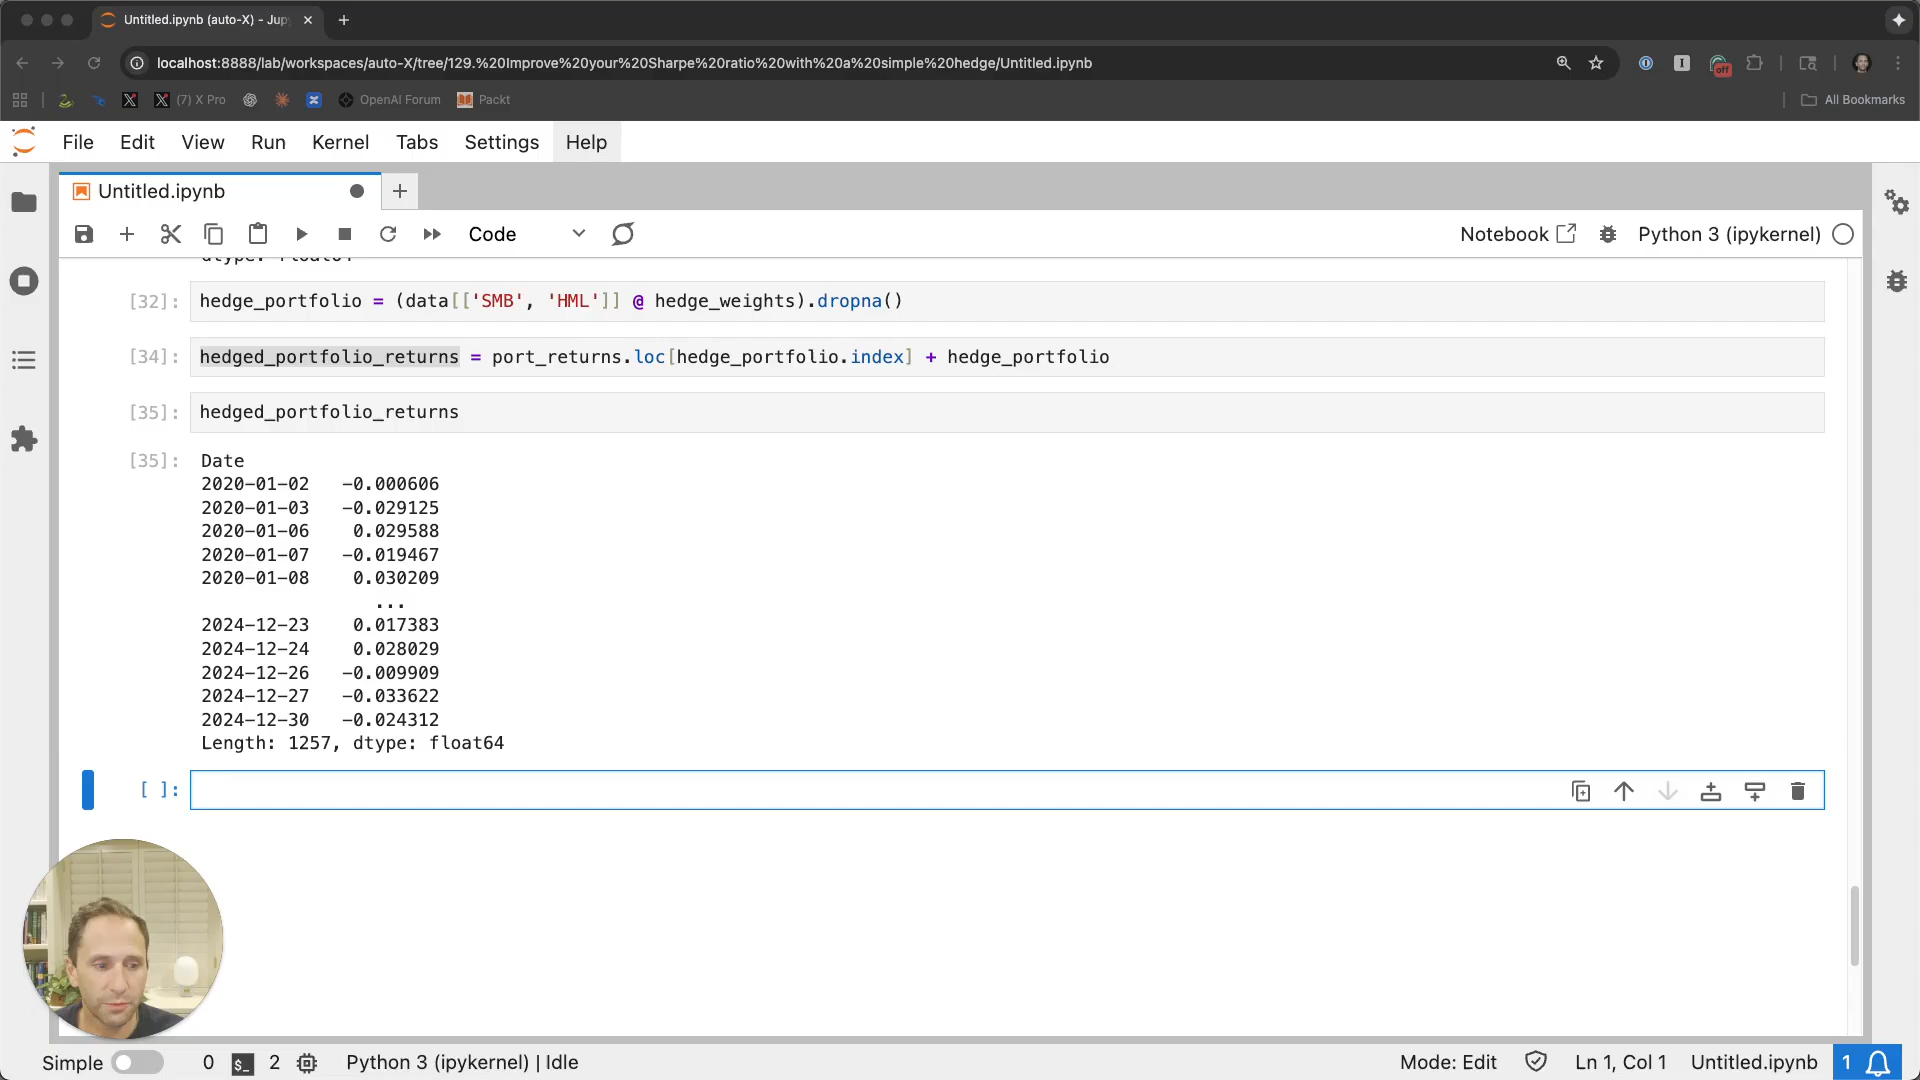 Untitled.ipynb (auto-X) - Jup
localhost:8888/lab/workspaces/auto-X/tree/129.%20Improve%20your%20Sharpe%20ratio%20with%20a%20simple%20hedge/Untitled.ipynb
off
(7) X Pro
OpenAI Forum
Packt
All Bookmarks
File Edit View Run Kernel Tabs Settings Help
Untitled.ipynb
Code
Notebook
Python 3 (ipykernel)
dtype: float64
[32]: hedge_portfolio = (data[['SMB', 'HML']] @ hedge_weights).dropna()
[34]: hedged_portfolio_returns = port_returns.loc[hedge_portfolio.index] + hedge_portfolio
[35]: hedged_portfolio_returns
[35]: Date
2020-01-02 -0.000606
2020-01-03 -0.029125
2020-01-06 0.029588
2020-01-07 -0.019467
2020-01-08 0.030209
...
2024-12-23 0.017383
2024-12-24 0.028029
2024-12-26 -0.009909
2024-12-27 -0.033622
2024-12-30 -0.024312
Length: 1257, dtype: float64
[ ]:
Simple 0 $_ 2 Python 3 (ipykernel) | Idle Mode: Edit Ln 1, Col 1 Untitled.ipynb 1